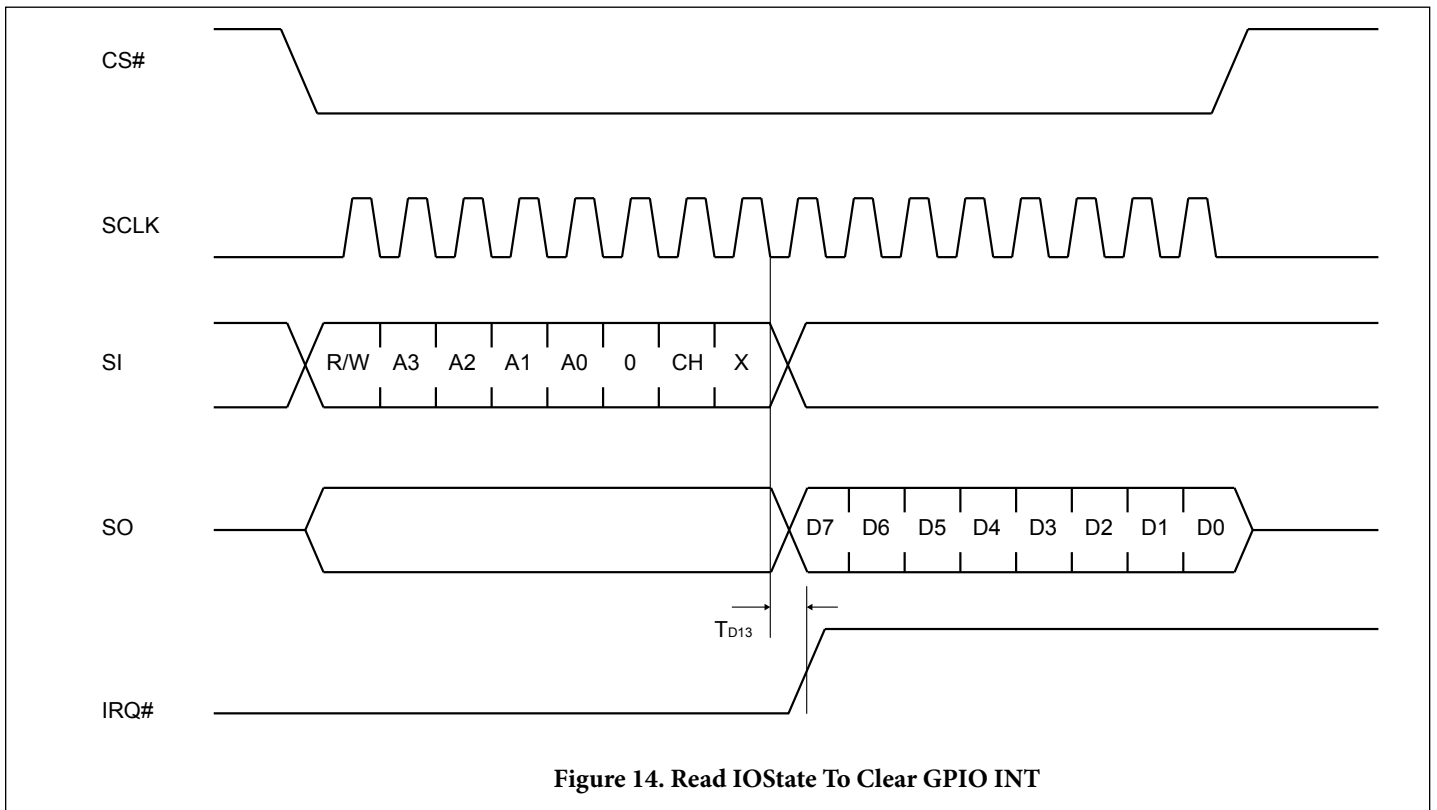 CS#
SCLK
SI R/W A3 A2 A1 A0 0 CH X
SO D7 D6 D5 D4 D3 D2 D1 D0
TD13
IRQ#
Figure 14. Read IOState To Clear GPIO INT